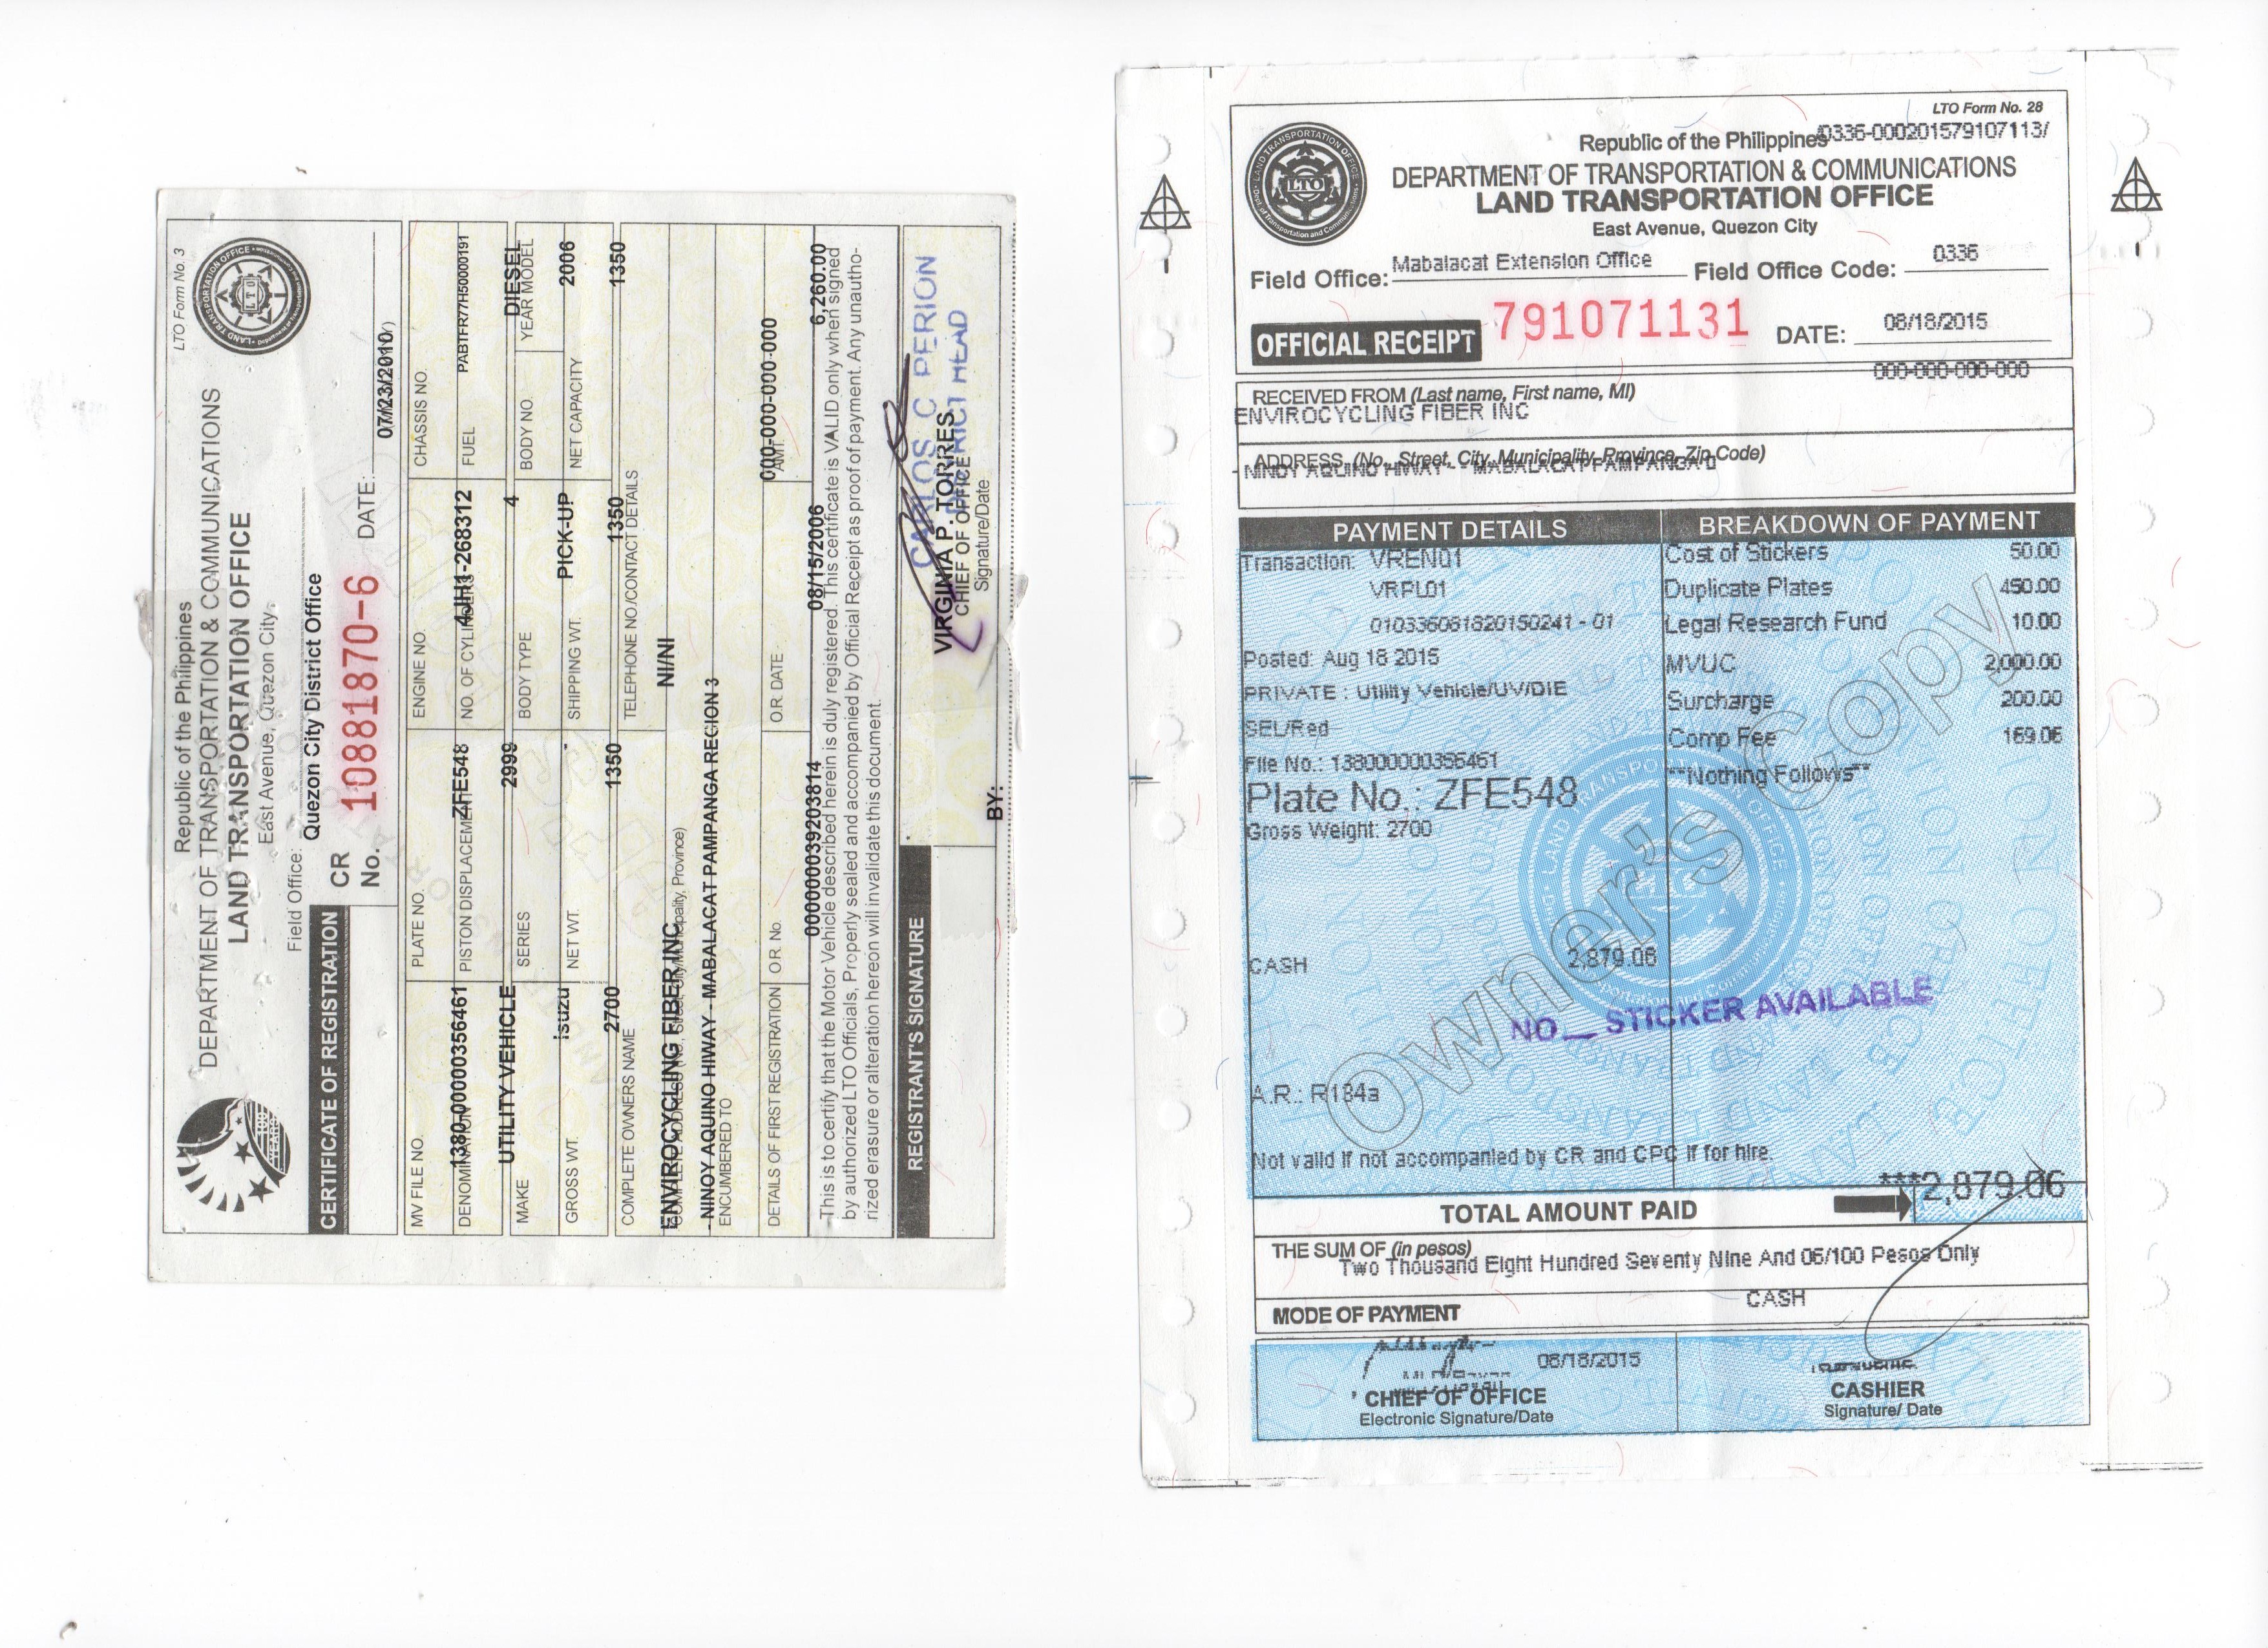 LTO Form No. 3
Republic of the Philippines
DEPARTMENT OF TRANSPORTATION & COMMUNICATIONS
LAND TRANSPORTATION OFFICE
East Avenue, Quezon City.
Field Office: Quezon City District Office
CERTIFICATE OF REGISTRATION
CR No. 10881870-6 DATE: 07/23/2010
MV FILE NO. PLATE NO. ENGINE NO. CHASSIS NO.
1380-00000356461 ZFE548 4JH1-268312 PABTFR77H5000191
DENOMINATION PISTON DISPLACEMENT NO. OF CYLINDERS FUEL
UTILITY VEHICLE 2999 4 DIESEL
MAKE SERIES BODY TYPE BODY NO. YEAR MODEL
Isuzu - PICK-UP 2006
GROSS WT. NET WT. SHIPPING WT. NET CAPACITY
2700 1350 1350 1350
COMPLETE OWNERS NAME TELEPHONE NO./CONTACT DETAILS
ENVIROCYCLING FIBER INC NI/NI
COMPLETE ADDRESS (No., Street, City/Municipality, Province)
- NINOY AQUINO HIWAY - MABALACAT PAMPANGA REGION 3
ENCUMBERED TO
000-000-000-000
DETAILS OF FIRST REGISTRATION O.R. No. O.R. DATE AMT.
0000000039203814 08/15/2006 6,260.00
This is to certify that the Motor Vehicle described herein is duly registered. This certificate is VALID only when signed
by authorized LTO Officials, Properly sealed and accompanied by Official Receipt as proof of payment. Any unautho-
rized erasure or alteration hereon will invalidate this document.
REGISTRANT'S SIGNATURE
CARLOS C PERION
DISTRICT HEAD
VIRGINIA P. TORRES
CHIEF OF OFFICE
Signature/Date
BY:
LTO Form No. 28
Republic of the Philippines
0336-000201579107113/
DEPARTMENT OF TRANSPORTATION & COMMUNICATIONS
LAND TRANSPORTATION OFFICE
East Avenue, Quezon City
Field Office: Mabalacat Extension Office Field Office Code: 0336
OFFICIAL RECEIPT 791071131 DATE: 08/18/2015
000-000-000-000
RECEIVED FROM (Last name, First name, MI)
ENVIROCYCLING FIBER INC
ADDRESS (No., Street, City, Municipality, Province, Zip Code)
- NINOY AQUINO HIWAY - - MABALACAT PAMPANGA 0
PAYMENT DETAILS BREAKDOWN OF PAYMENT
Transaction: VREN01 Cost of Stickers 50.00
VRPL01 Duplicate Plates 450.00
010336081820150241 - 01 Legal Research Fund 10.00
Posted: Aug 18 2015 MVUC 2,000.00
PRIVATE : Utility Vehicle/UV/DIE Surcharge 200.00
SEL/Red Comp Fee 169.06
File No.: 138000000356461 **Nothing Follows**
Plate No.: ZFE548
Gross Weight: 2700
Owner's Copy
CASH 2,879.06
NO STICKER AVAILABLE
A.R.: R184a
Not valid if not accompanied by CR and CPC if for hire.
TOTAL AMOUNT PAID ***2,879.06
THE SUM OF (in pesos)
Two Thousand Eight Hundred Seventy Nine And 06/100 Pesos Only
MODE OF PAYMENT CASH
08/18/2015
CHIEF OF OFFICE CASHIER
Electronic Signature/Date Signature/ Date